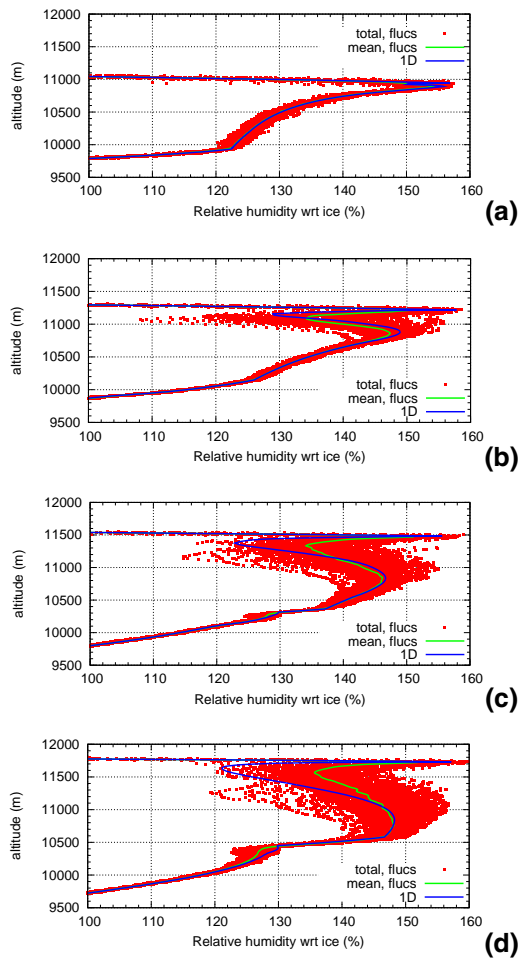 12000
11500
11000
10500
10000
9500
altitude (m)
total, flucs
mean, flucs
1D
100 110 120 130 140 150 160
Relative humidity wrt ice (%)
(a)
12000
11500
11000
10500
10000
9500
altitude (m)
total, flucs
mean, flucs
1D
100 110 120 130 140 150 160
Relative humidity wrt ice (%)
(b)
12000
11500
11000
10500
10000
9500
altitude (m)
total, flucs
mean, flucs
1D
100 110 120 130 140 150 160
Relative humidity wrt ice (%)
(c)
12000
11500
11000
10500
10000
9500
altitude (m)
total, flucs
mean, flucs
1D
100 110 120 130 140 150 160
Relative humidity wrt ice (%)
(d)